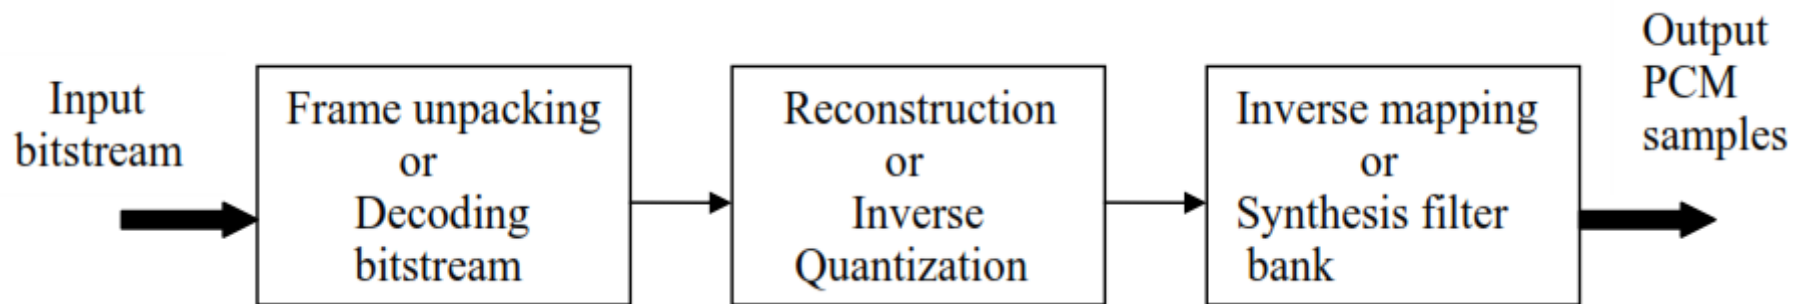 Input
bitstream
Frame unpacking
or
Decoding
bitstream
Reconstruction
or
Inverse
Quantization
Inverse mapping
or
Synthesis filter
bank
Output
PCM
samples